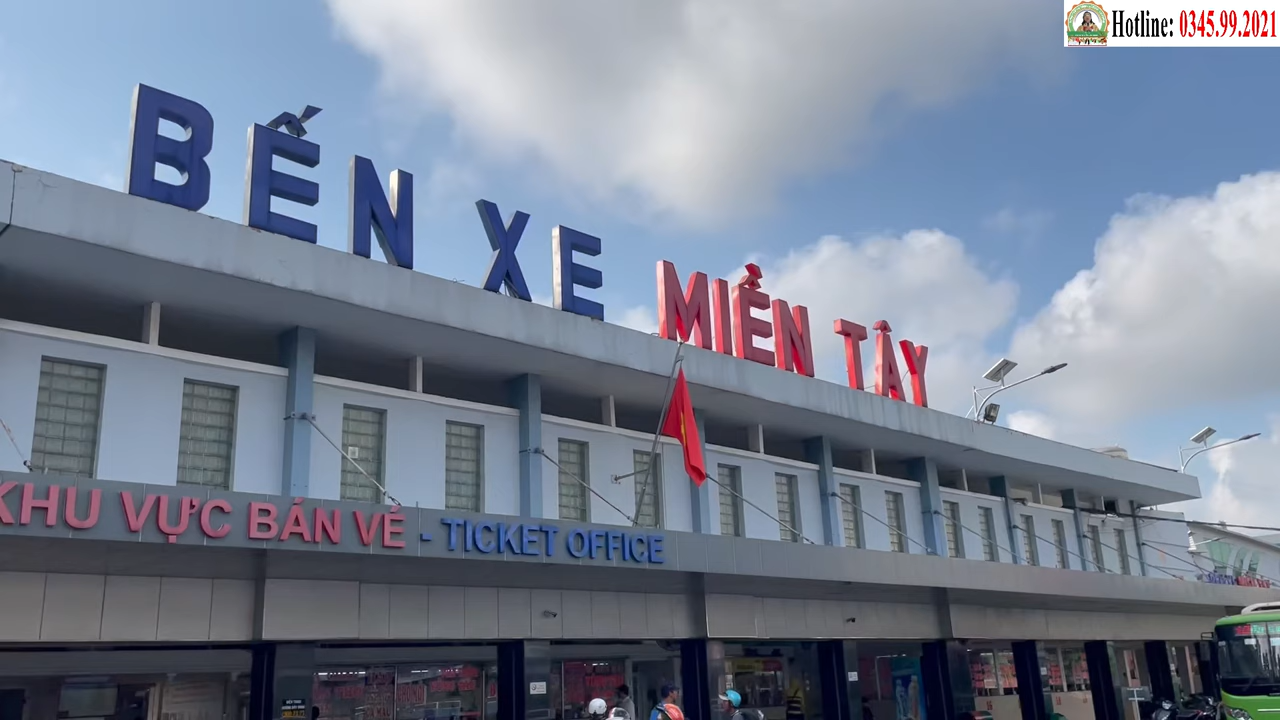 Hotline: 0345.99.2021
BẾN XE MIỀN TÂY
KHU VỰC BÁN VÉ - TICKET OFFICE